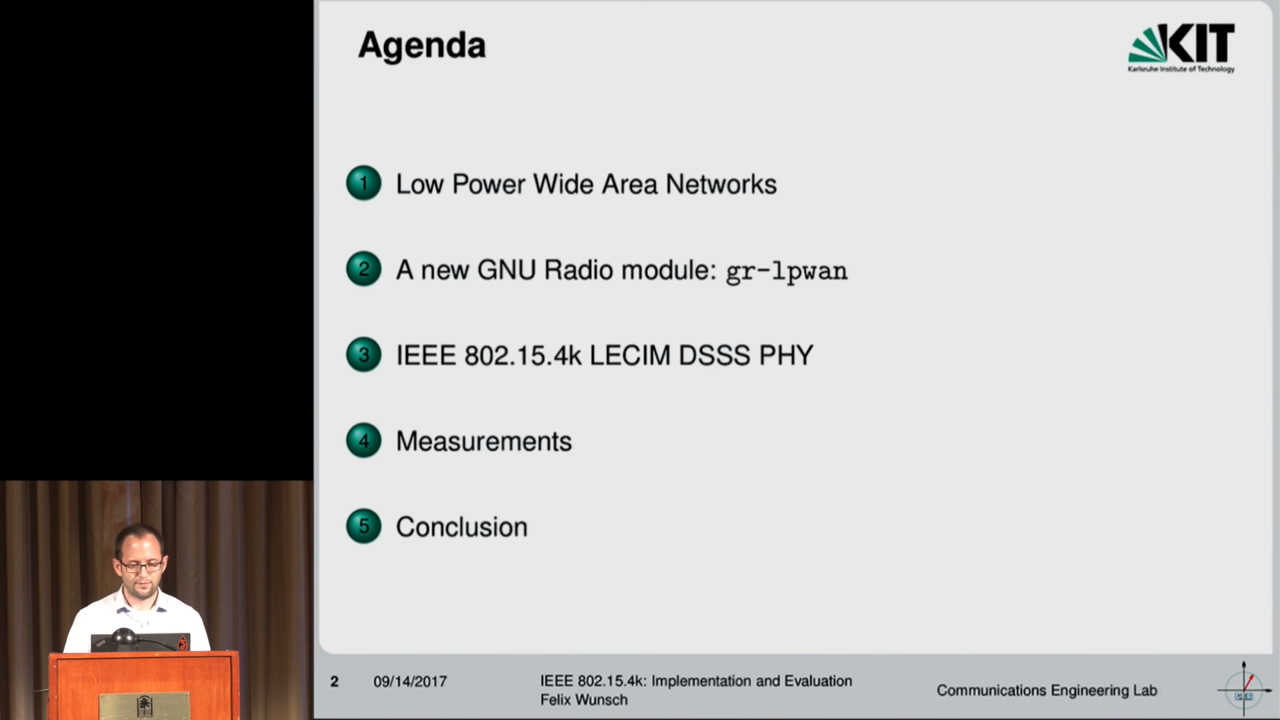 Agenda
KIT
Karlsruhe Institute of Technology
1 Low Power Wide Area Networks
2 A new GNU Radio module: gr-lpwan
3 IEEE 802.15.4k LECIM DSSS PHY
4 Measurements
5 Conclusion
2 09/14/2017 IEEE 802.15.4k: Implementation and Evaluation
Felix Wunsch
Communications Engineering Lab